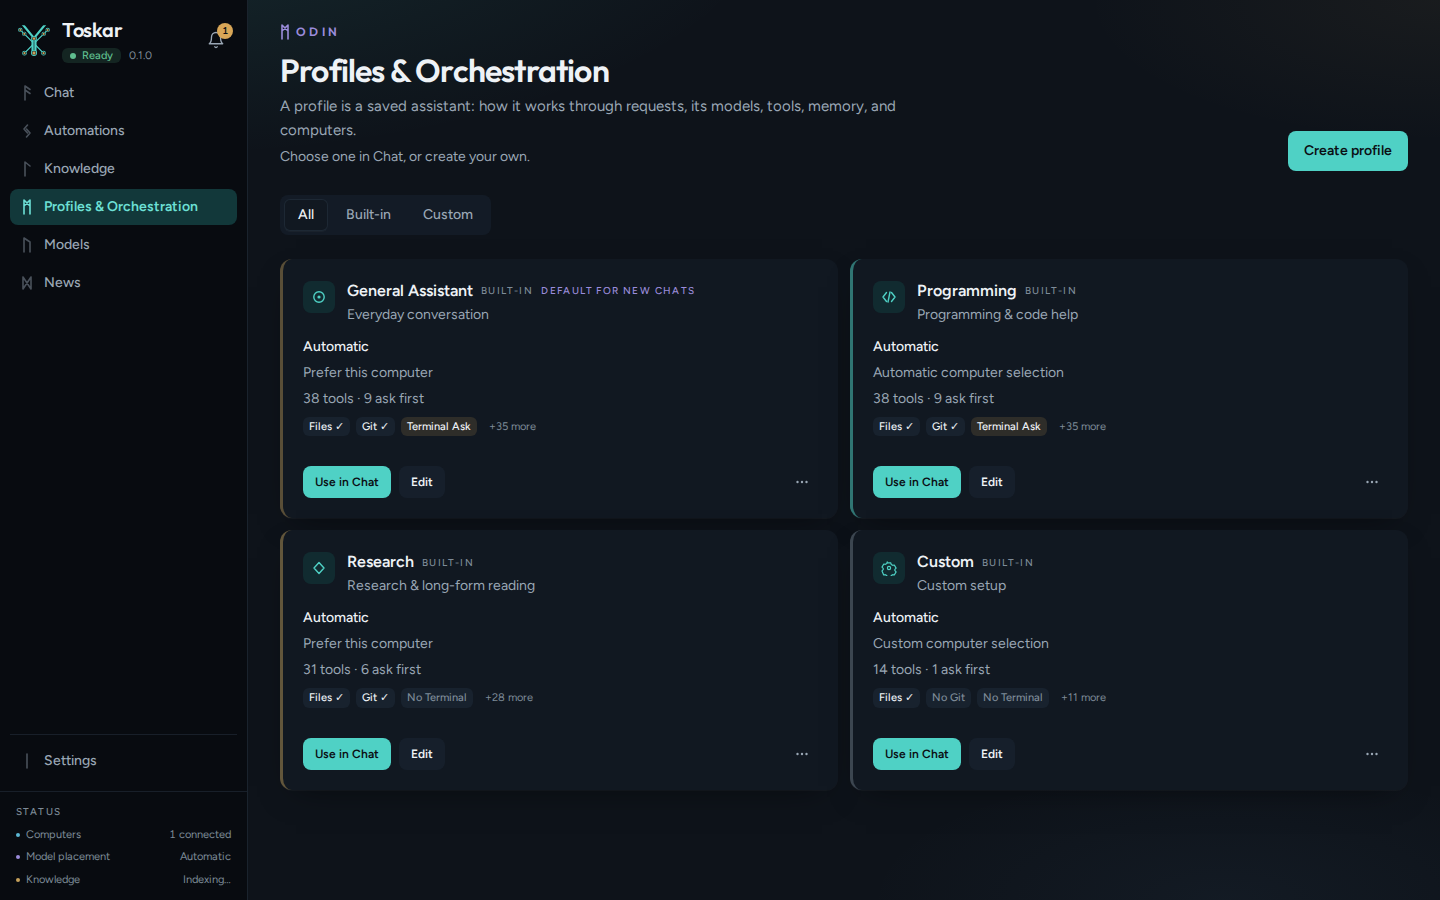 Toskar
1
Ready 0.1.0
Chat
Automations
Knowledge
Profiles & Orchestration
Models
News
Settings
STATUS
Computers 1 connected
Model placement Automatic
Knowledge Indexing...
ODIN
Profiles & Orchestration
A profile is a saved assistant: how it works through requests, its models, tools, memory, and
computers.
Choose one in Chat, or create your own.
Create profile
All Built-in Custom
General Assistant BUILT-IN DEFAULT FOR NEW CHATS
Everyday conversation
Automatic
Prefer this computer
38 tools · 9 ask first
Files ✓ Git ✓ Terminal Ask +35 more
Use in Chat Edit ...
Programming BUILT-IN
Programming & code help
Automatic
Automatic computer selection
38 tools · 9 ask first
Files ✓ Git ✓ Terminal Ask +35 more
Use in Chat Edit ...
Research BUILT-IN
Research & long-form reading
Automatic
Prefer this computer
31 tools · 6 ask first
Files ✓ Git ✓ No Terminal +28 more
Use in Chat Edit ...
Custom BUILT-IN
Custom setup
Automatic
Custom computer selection
14 tools · 1 ask first
Files ✓ No Git No Terminal +11 more
Use in Chat Edit ...